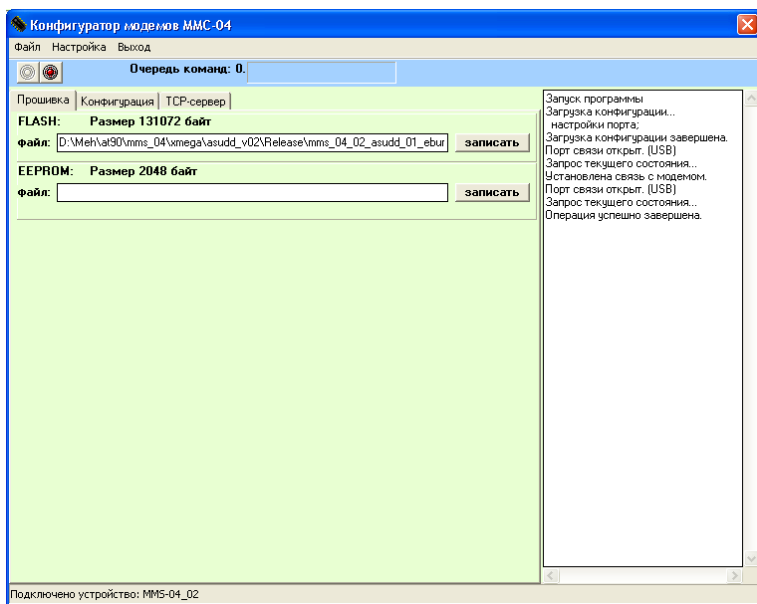 Конфигуратор модемов ММС-04
Файл Настройка Выход
Очередь команд: 0.
Прошивка Конфигурация TCP-сервер
FLASH: Размер 131072 байт
файл: D:\Meh\at90\mms_04\xmega\asudd_v02\Release\mms_04_02_asudd_01_ebur записать
EEPROM: Размер 2048 байт
файл: записать
Запуск программы
Загрузка конфигурации...
настройки порта;
Загрузка конфигурации завершена.
Порт связи открыт. (USB)
Запрос текущего состояния...
Установлена связь с модемом.
Порт связи открыт. (USB)
Запрос текущего состояния...
Операция успешно завершена.
Подключено устройство: MMS-04_02